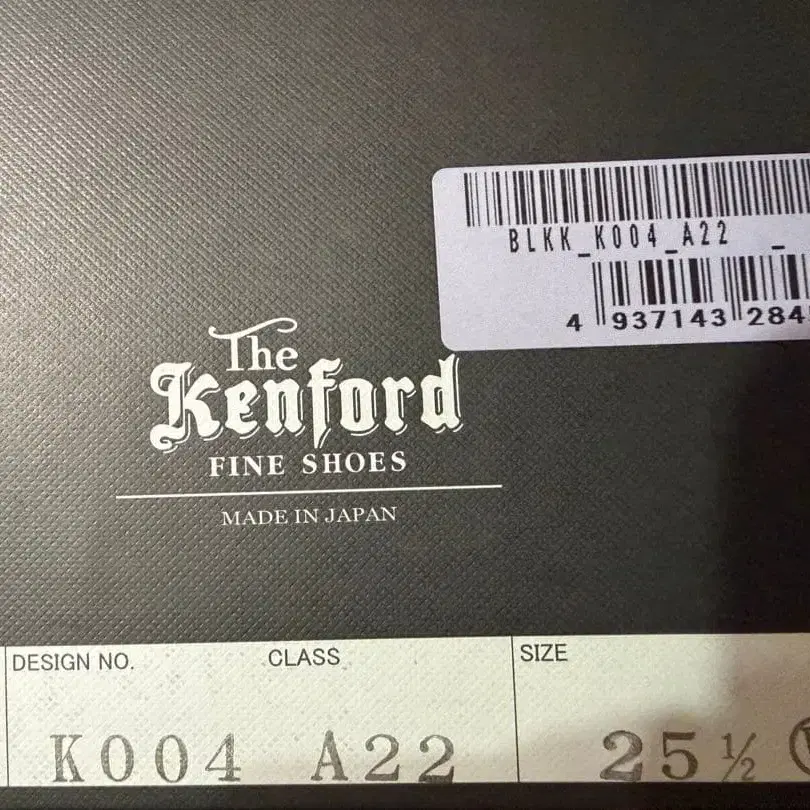 BLKK_K004_A22 _
4 937143 284
The
Kenford
FINE SHOES
MADE IN JAPAN
DESIGN NO. CLASS SIZE
K004 A22 25½